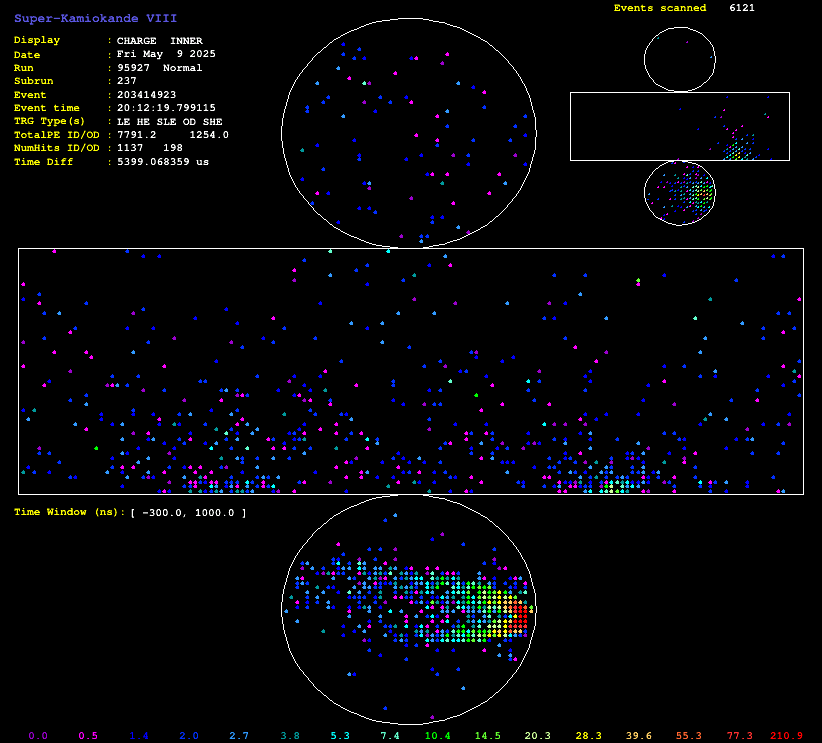 Events scanned 6121
Super-Kamiokande VIII
Display : CHARGE INNER
Date : Fri May 9 2025
Run : 95927 Normal
Subrun : 237
Event : 203414923
Event time : 20:12:19.799115
TRG Type(s) : LE HE SLE OD SHE
TotalPE ID/OD : 7791.2 1254.0
NumHits ID/OD : 1137 198
Time Diff : 5399.068359 us
Time Window (ns): [ -300.0, 1000.0 ]
0.0 0.5 1.4 2.0 2.7 3.8 5.3 7.4 10.4 14.5 20.3 28.3 39.6 55.3 77.3 210.9